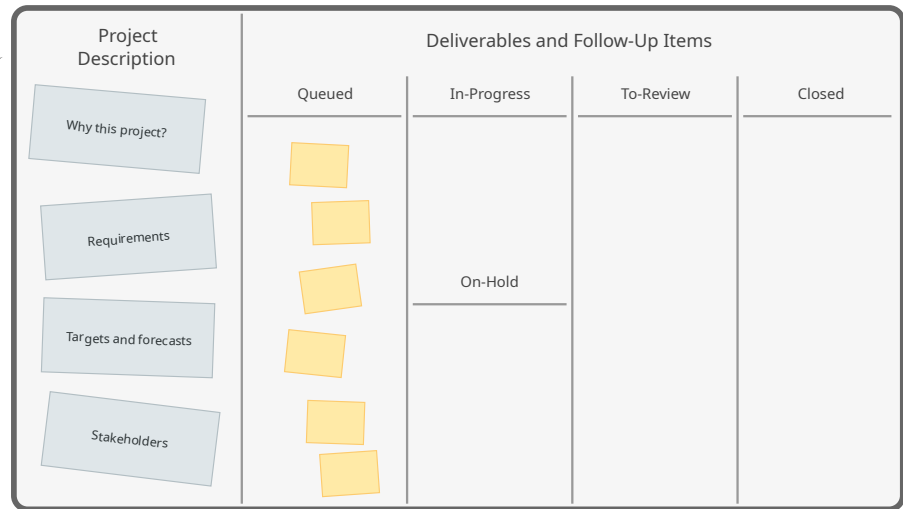 Project
Description
Why this project?
Requirements
Targets and forecasts
Stakeholders
Deliverables and Follow-Up Items
Queued
In-Progress
On-Hold
To-Review
Closed